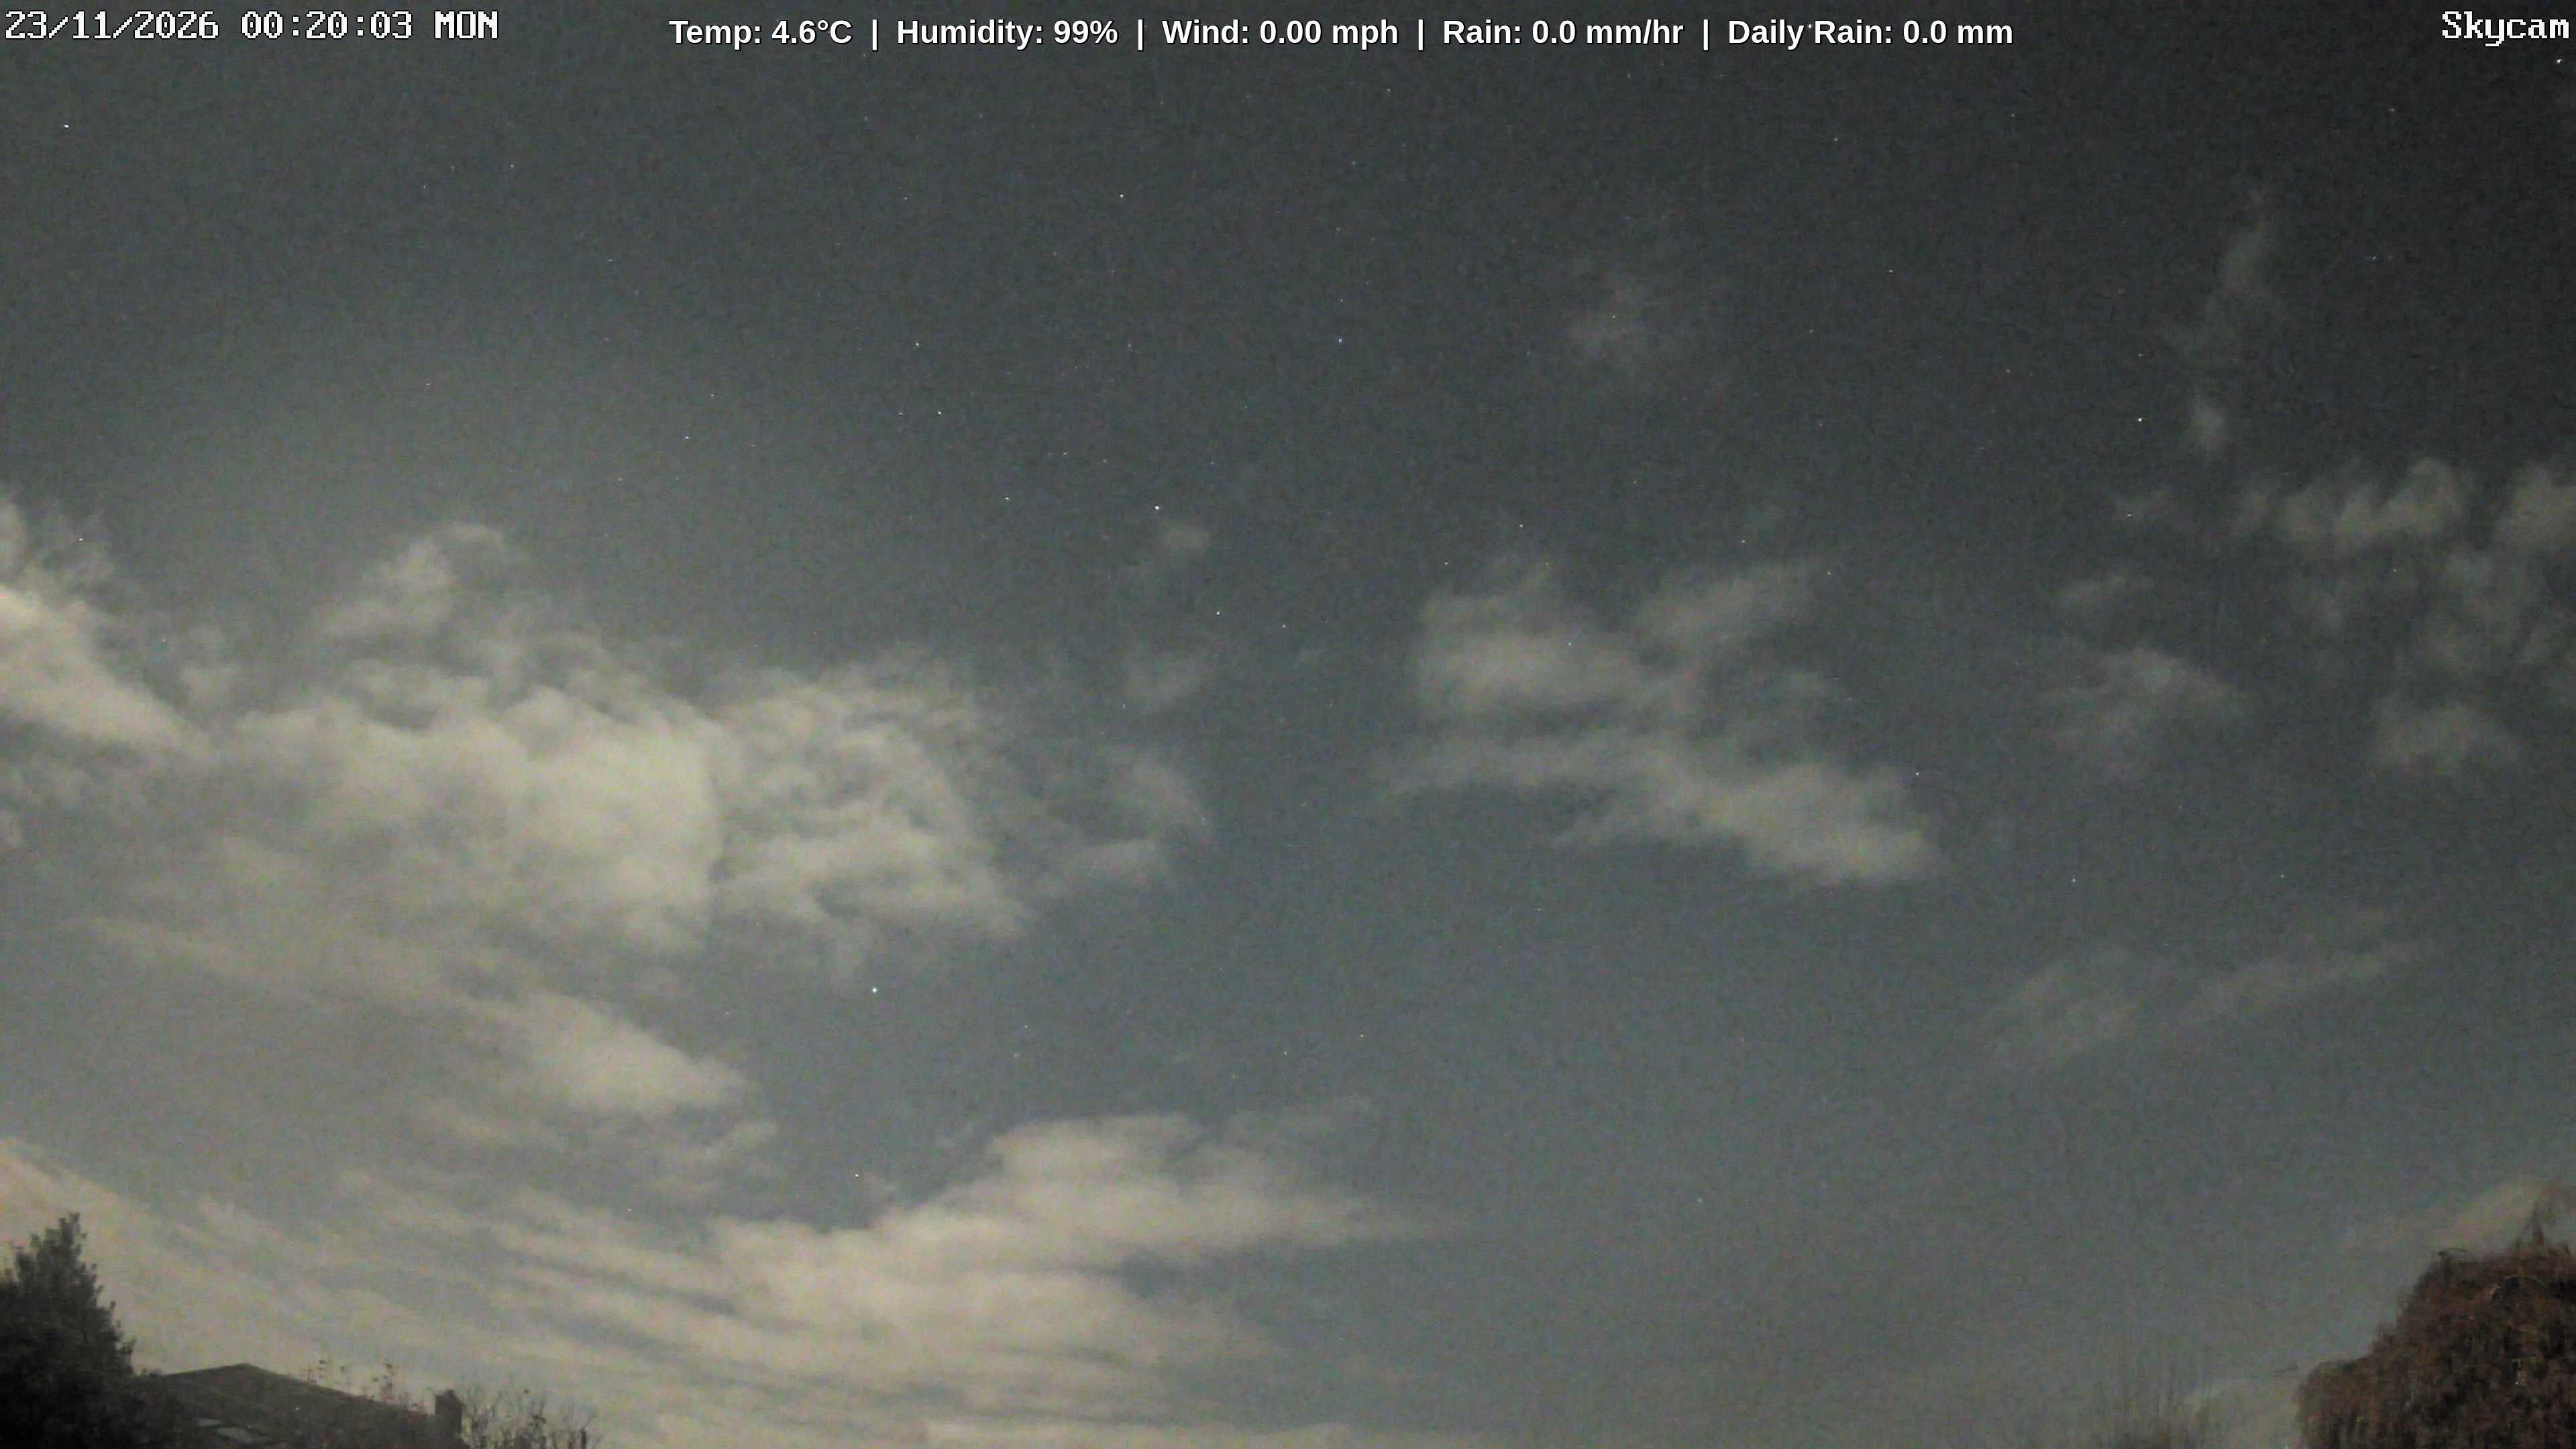 23/11/2026 00:20:03 MON
Temp: 4.6°C | Humidity: 99% | Wind: 0.00 mph | Rain: 0.0 mm/hr | Daily Rain: 0.0 mm
Skycam